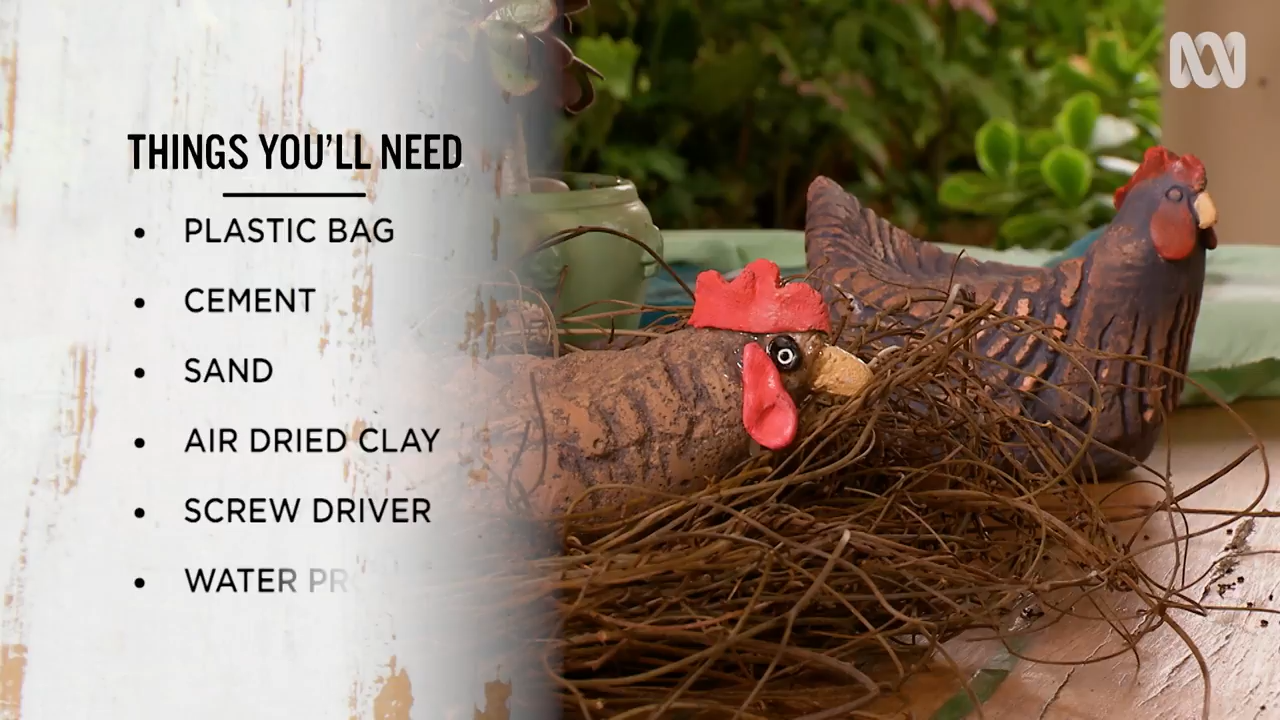 THINGS YOU'LL NEED
• PLASTIC BAG
• CEMENT
• SAND
• AIR DRIED CLAY
• SCREW DRIVER
• WATER